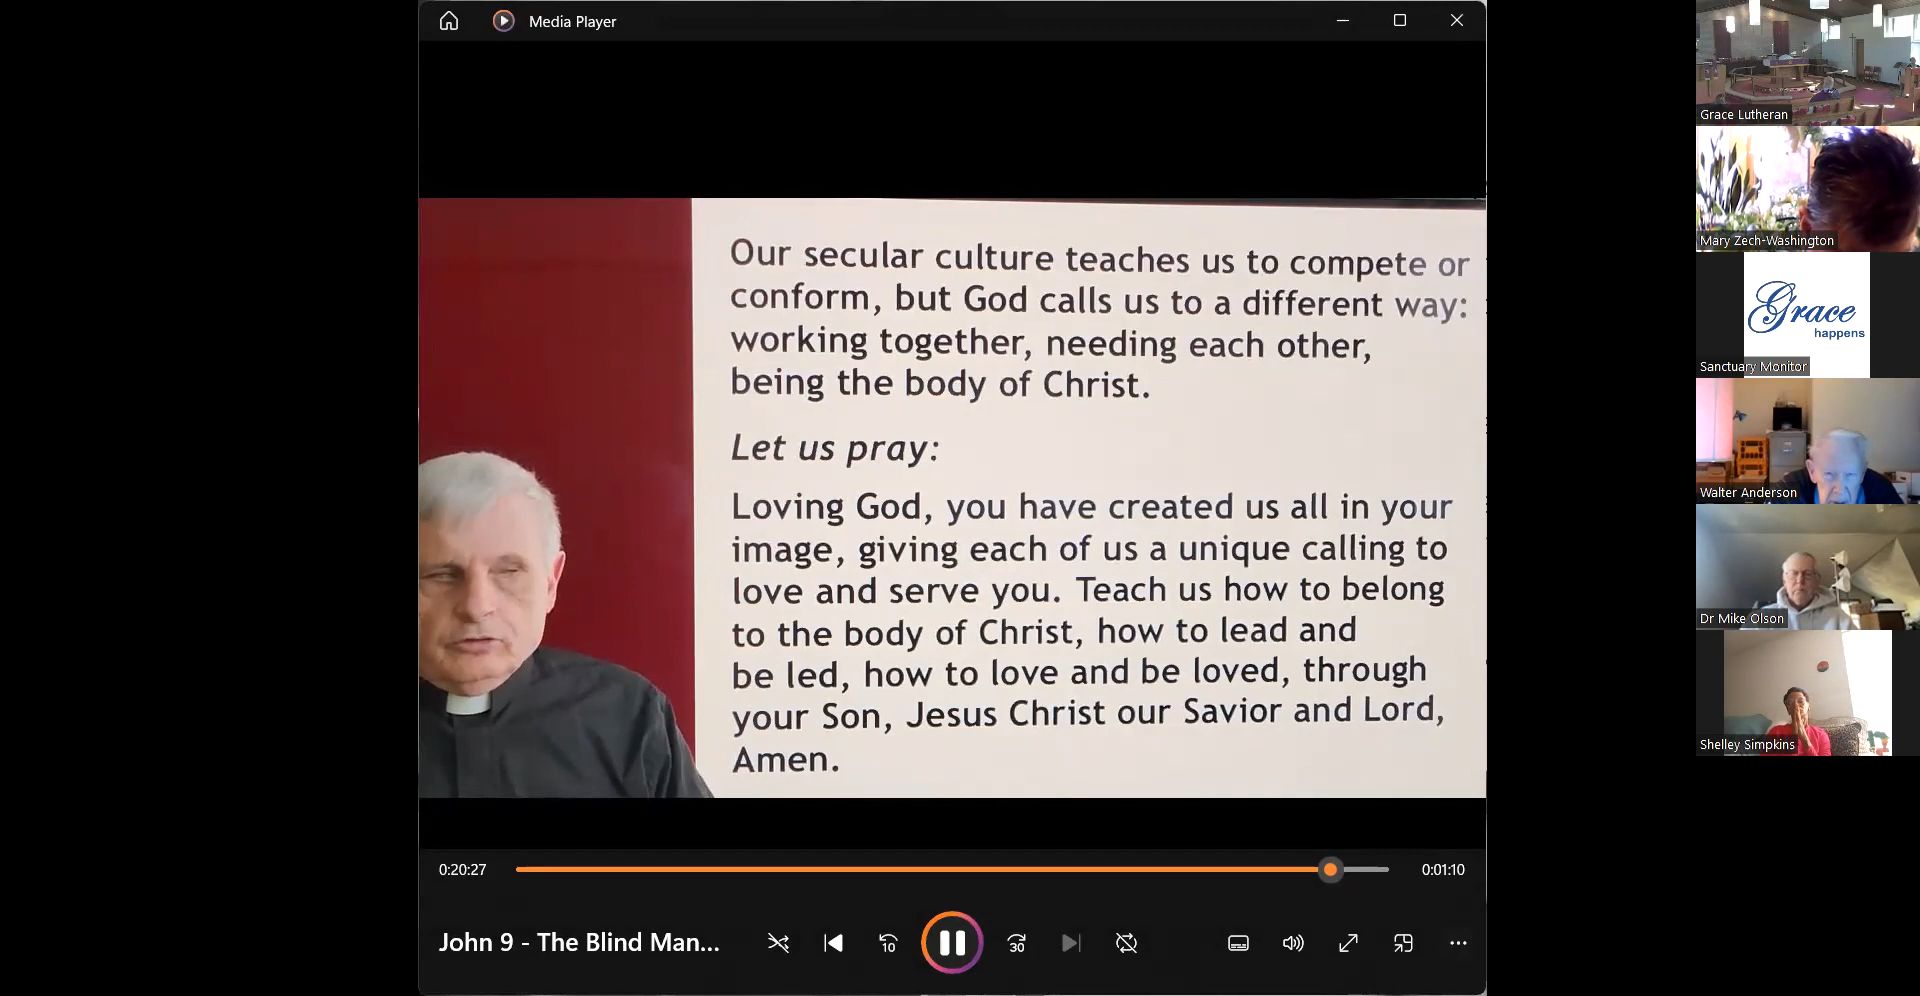 Media Player
Our secular culture teaches us to compete or
conform, but God calls us to a different way:
working together, needing each other,
being the body of Christ.
Let us pray:
Loving God, you have created us all in your
image, giving each of us a unique calling to
love and serve you. Teach us how to belong
to the body of Christ, how to lead and
be led, how to love and be loved, through
your Son, Jesus Christ our Savior and Lord,
Amen.
0:20:27
0:01:10
John 9 - The Blind Man...
10
30
Grace Lutheran
Mary Zech-Washington
Grace
happens
Sanctuary Monitor
Walter Anderson
Dr Mike Olson
Shelley Simpkins